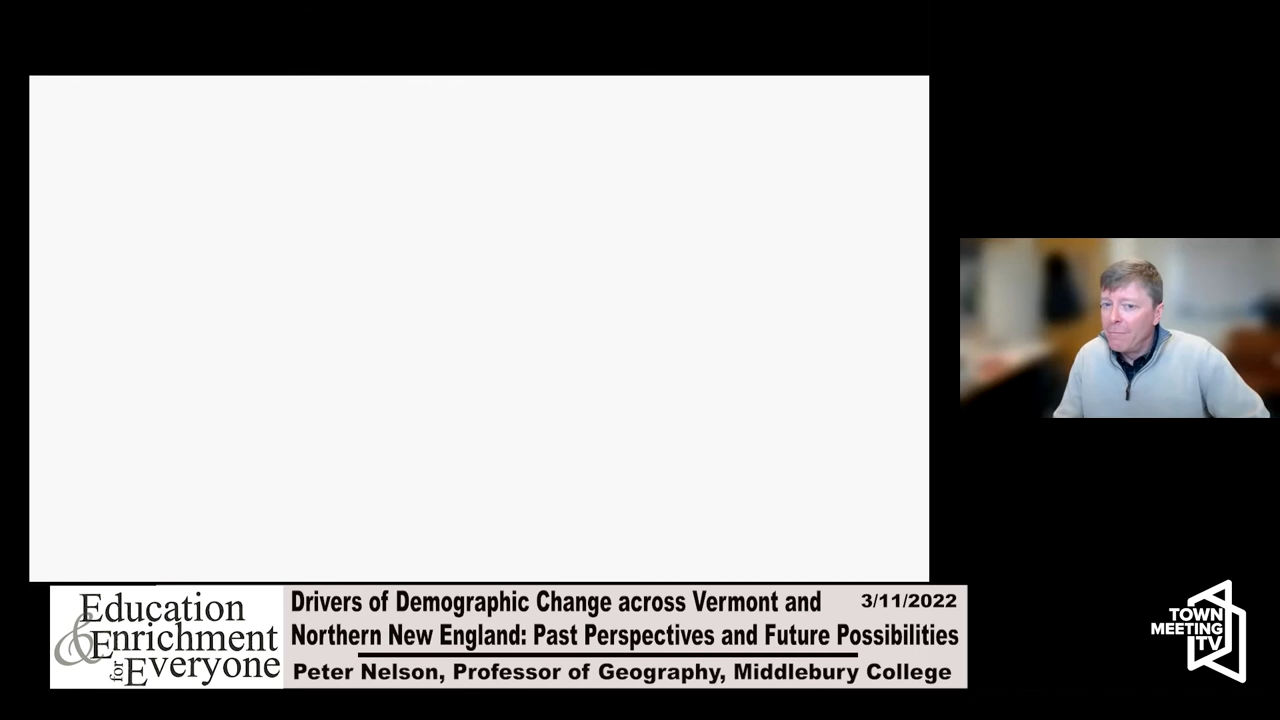 Education
& Enrichment
for Everyone
Drivers of Demographic Change across Vermont and
3/11/2022
Northern New England: Past Perspectives and Future Possibilities
Peter Nelson, Professor of Geography, Middlebury College
TOWN
MEETING
TV